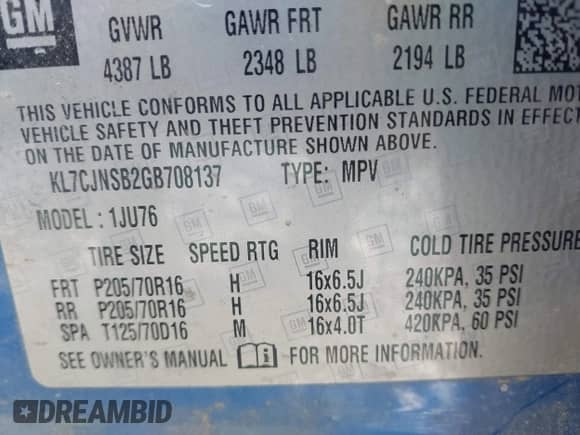 GM
GVWR GAWR FRT GAWR RR
4387 LB 2348 LB 2194 LB
THIS VEHICLE CONFORMS TO ALL APPLICABLE U.S. FEDERAL MOT
VEHICLE SAFETY AND THEFT PREVENTION STANDARDS IN EFFECT
ON THE DATE OF MANUFACTURE SHOWN ABOVE.
KL7CJNSB2GB708137 TYPE: MPV
MODEL : 1JU76
TIRE SIZE SPEED RTG RIM COLD TIRE PRESSURE
FRT P205/70R16 H 16x6.5J 240KPA, 35 PSI
RR P205/70R16 H 16x6.5J 240KPA, 35 PSI
SPA T125/70D16 M 16x4.0T 420KPA, 60 PSI
SEE OWNER'S MANUAL FOR MORE INFORMATION.
DREAMBID